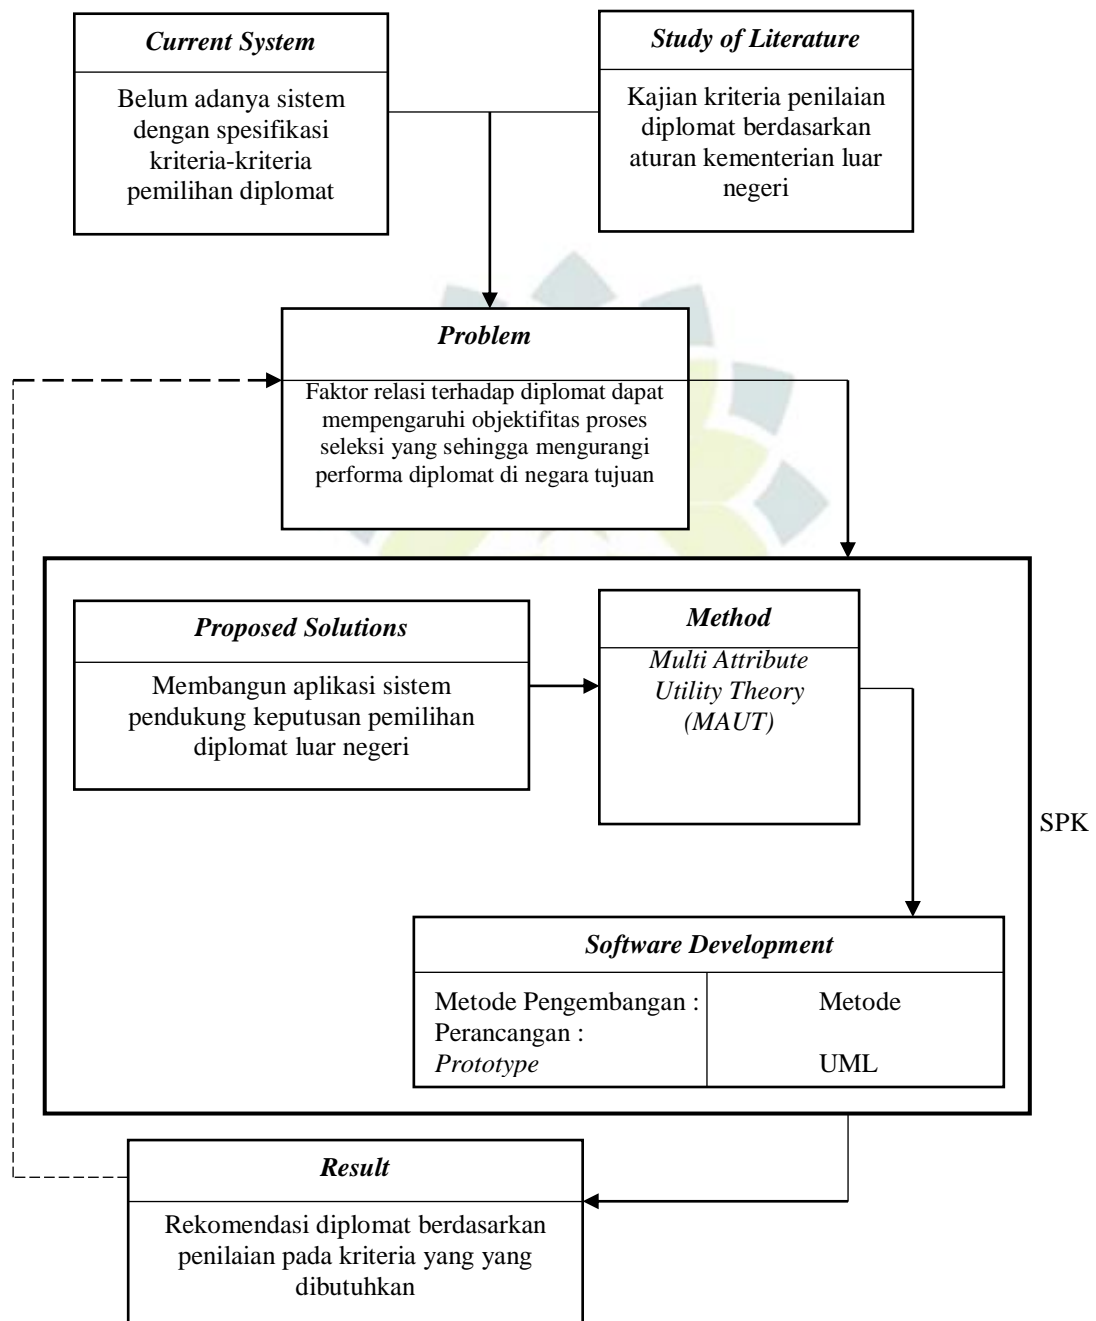 Current System
Belum adanya sistem
dengan spesifikasi
kriteria-kriteria
pemilihan diplomat
Study of Literature
Kajian kriteria penilaian
diplomat berdasarkan
aturan kementerian luar
negeri
Problem
Faktor relasi terhadap diplomat dapat
mempengaruhi objektifitas proses
seleksi yang sehingga mengurangi
performa diplomat di negara tujuan
Proposed Solutions
Membangun aplikasi sistem
pendukung keputusan pemilihan
diplomat luar negeri
Method
Multi Attribute
Utility Theory
(MAUT)
SPK
Software Development
Metode Pengembangan : Metode
Perancangan :
Prototype UML
Result
Rekomendasi diplomat berdasarkan
penilaian pada kriteria yang yang
dibutuhkan